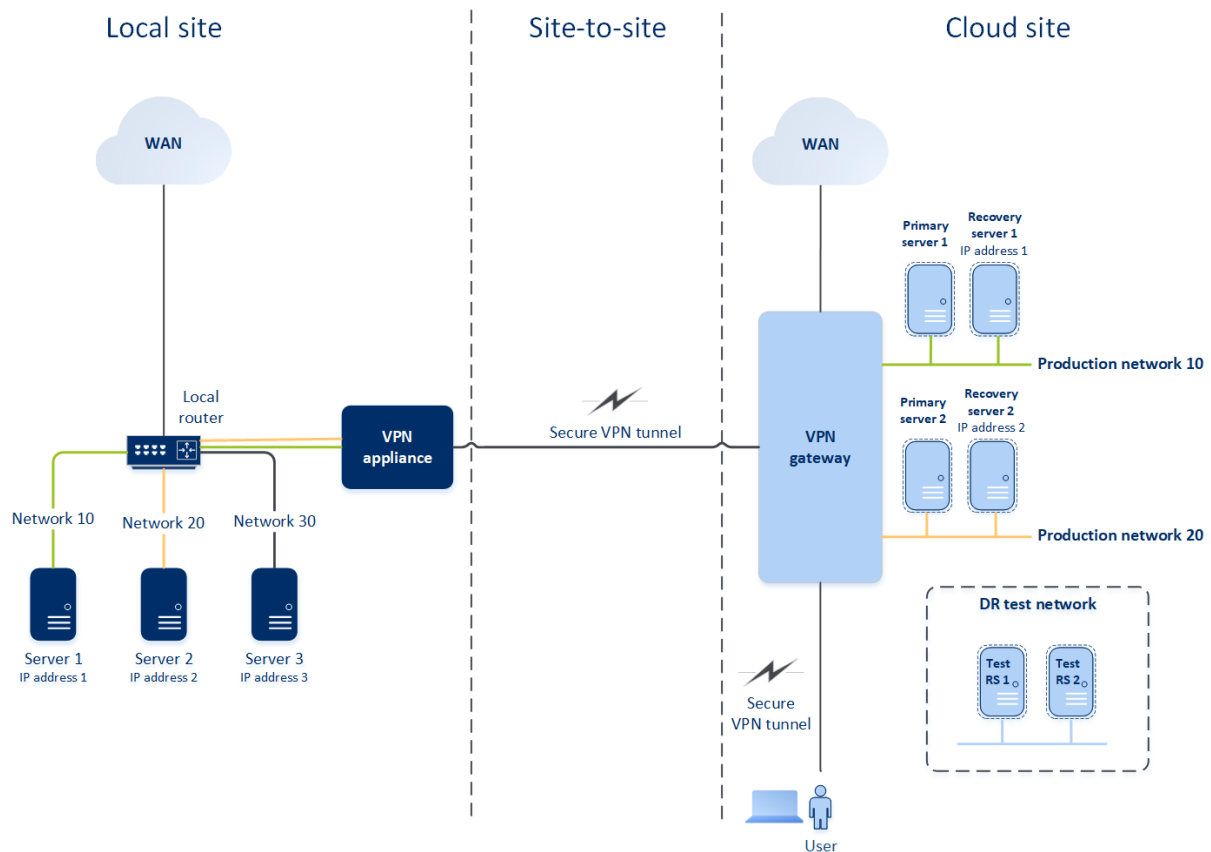 Local site
Site-to-site
Cloud site
WAN
WAN
Primary
server 1
Recovery
server 1
IP address 1
Production network 10
Local
router
VPN
appliance
Secure VPN tunnel
VPN
gateway
Primary
server 2
Recovery
server 2
IP address 2
Production network 20
Network 10
Network 20
Network 30
Server 1
IP address 1
Server 2
IP address 2
Server 3
IP address 3
DR test network
Test
RS 1
Test
RS 2
Secure
VPN tunnel
User